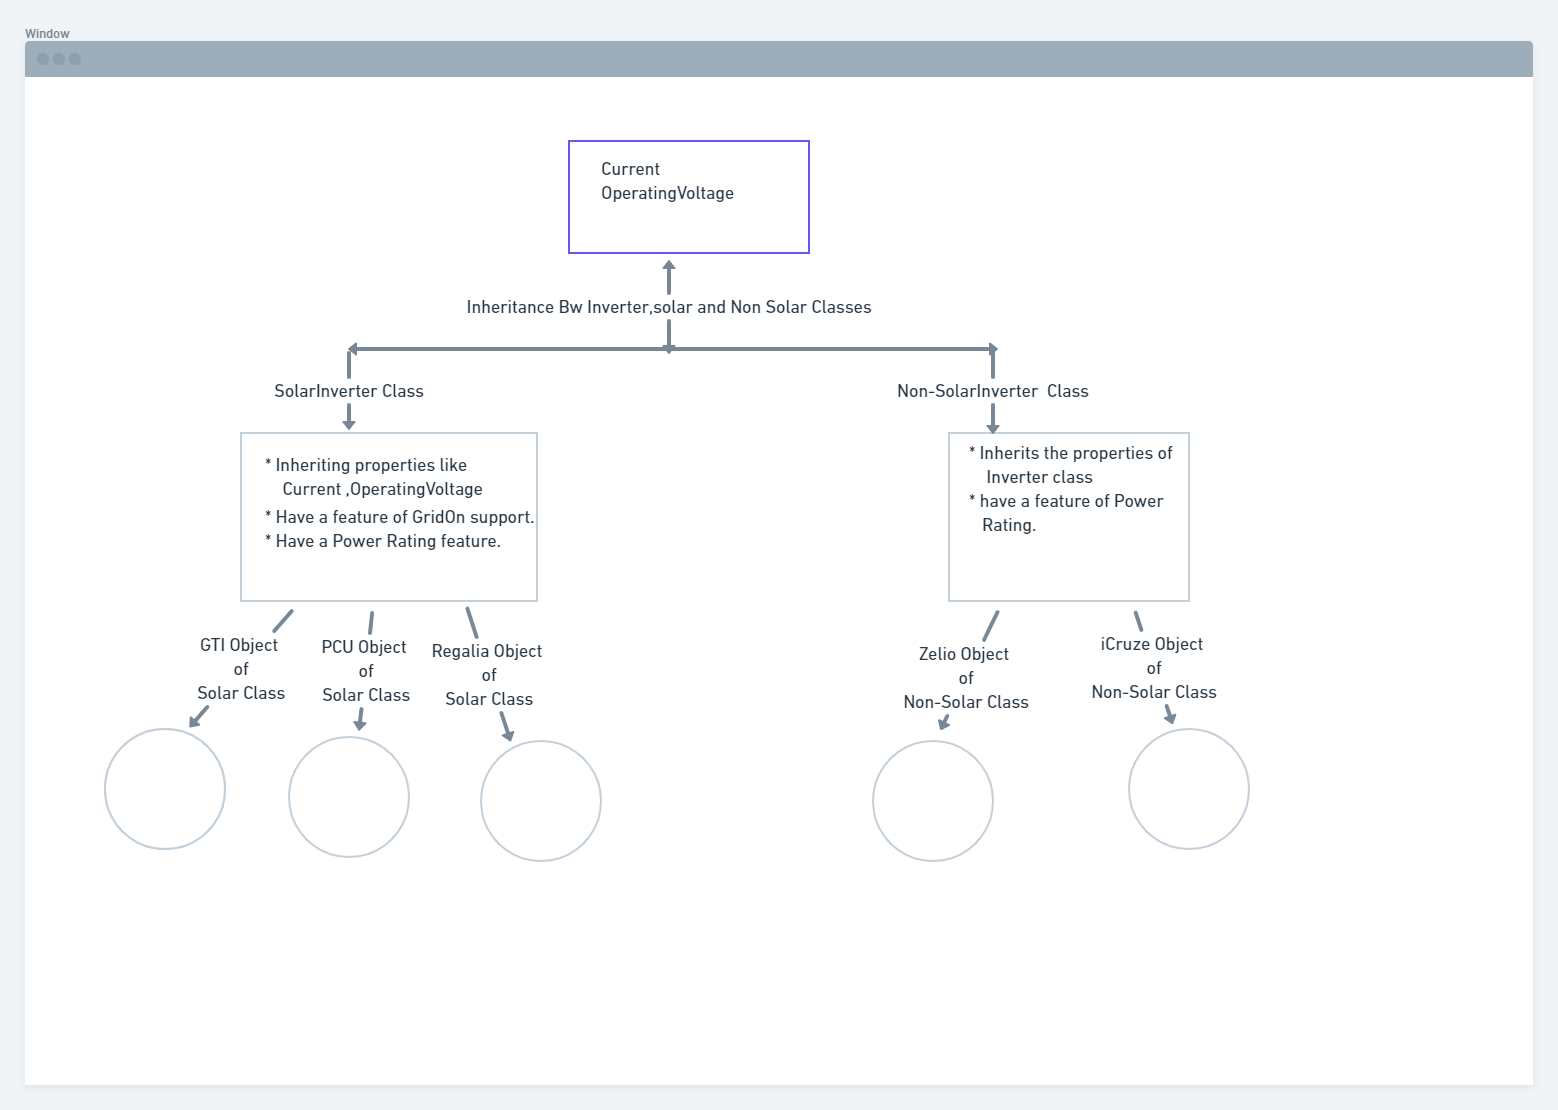 Window
Current
OperatingVoltage
Inheritance Bw Inverter,solar and Non Solar Classes
SolarInverter Class
Non-SolarInverter  Class
* Inheriting properties like
Current ,OperatingVoltage
* Have a feature of GridOn support.
* Have a Power Rating feature.
* Inherits the properties of
Inverter class
* have a feature of Power
Rating.
GTI Object
of
Solar Class
PCU Object
of
Solar Class
Regalia Object
of
Solar Class
Zelio Object
of
Non-Solar Class
iCruze Object
of
Non-Solar Class